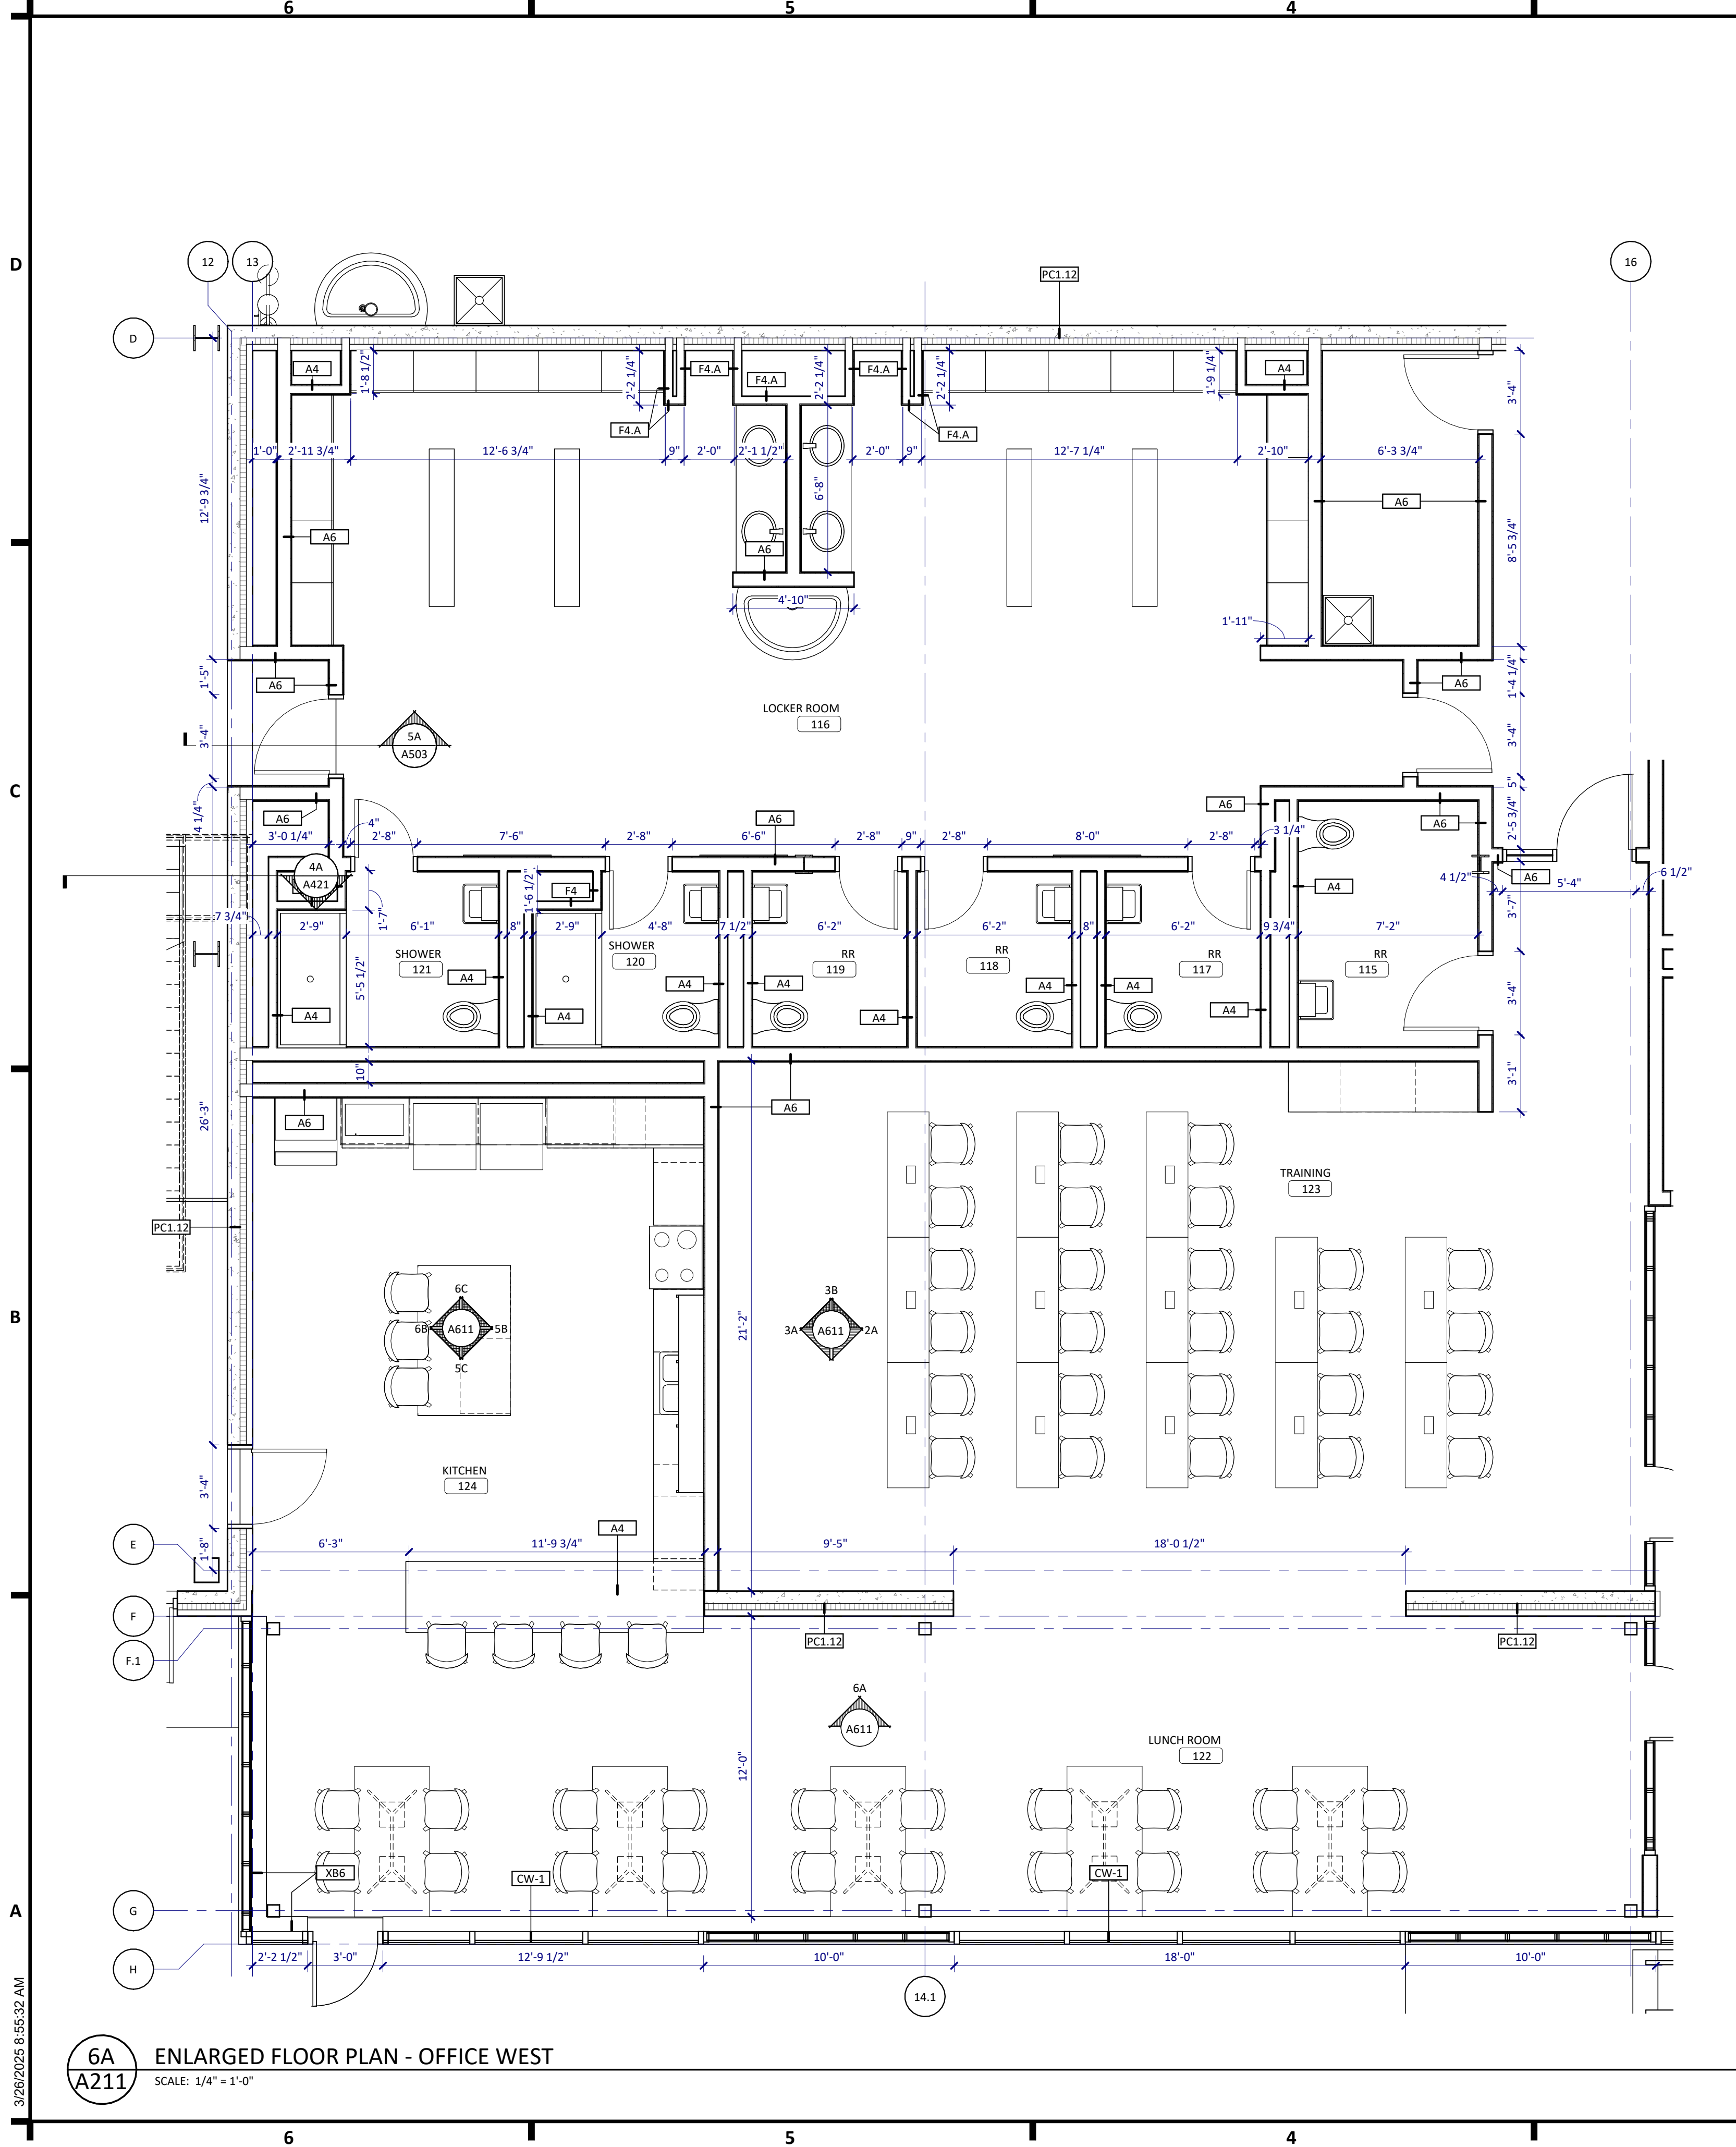 6 5 4
D
12 13 16
PC1.12
D
A4 F4.A F4.A F4.A A4
1'-8 1/2" 2'-2 1/4" 2'-2 1/4" 2'-2 1/4" 1'-9 1/4" 3'-4"
F4.A F4.A
1'-0" 2'-11 3/4" 12'-6 3/4" 9" 2'-0" 2'-1 1/2" 2'-0" 9" 12'-7 1/4" 2'-10" 6'-3 3/4"
12'-9 3/4" 6'-8" A6 8'-5 3/4"
A6 A6
4'-10"
1'-11"
1'-5" A6 A6 1'-4 1/4"
LOCKER ROOM
116
3'-4" 5A 3'-4"
A503
C
4 1/4" A6 A6 A6 A6 5"
3'-0 1/4" 4" 2'-8" 7'-6" 2'-8" 6'-6" 2'-8" 9" 2'-8" 8'-0" 2'-8" 3 1/4" 2'-5 3/4"
4A
A421
1'-6 1/2" F4 A4 4 1/2" A6 5'-4" 6 1/2"
7 3/4" 1'-7" 3'-7"
2'-9" 6'-1" 8" 2'-9" 4'-8" 7 1/2" 6'-2" 6'-2" 8" 6'-2" 9 3/4" 7'-2"
SHOWER SHOWER RR RR RR RR
121 120 119 118 117 115
5'-5 1/2" A4 A4 A4 A4 A4 3'-4"
A4 A4 A4 A4
10" 3'-1"
26'-3" A6 A6
TRAINING
123
PC1.12
B
6C 3B
6B A611 5B 3A A611 2A
5C
21'-2"
KITCHEN
124
3'-4"
A4
E 1'-8" 6'-3" 11'-9 3/4" 9'-5" 18'-0 1/2"
F
PC1.12 PC1.12
F.1
6A
A611
LUNCH ROOM
122
12'-0"
XB6 CW-1 CW-1
A
G
H 2'-2 1/2" 3'-0" 12'-9 1/2" 10'-0" 18'-0" 10'-0"
14.1
6A
A211
ENLARGED FLOOR PLAN - OFFICE WEST
SCALE: 1/4" = 1'-0"
3/26/2025 8:55:32 AM
6 5 4